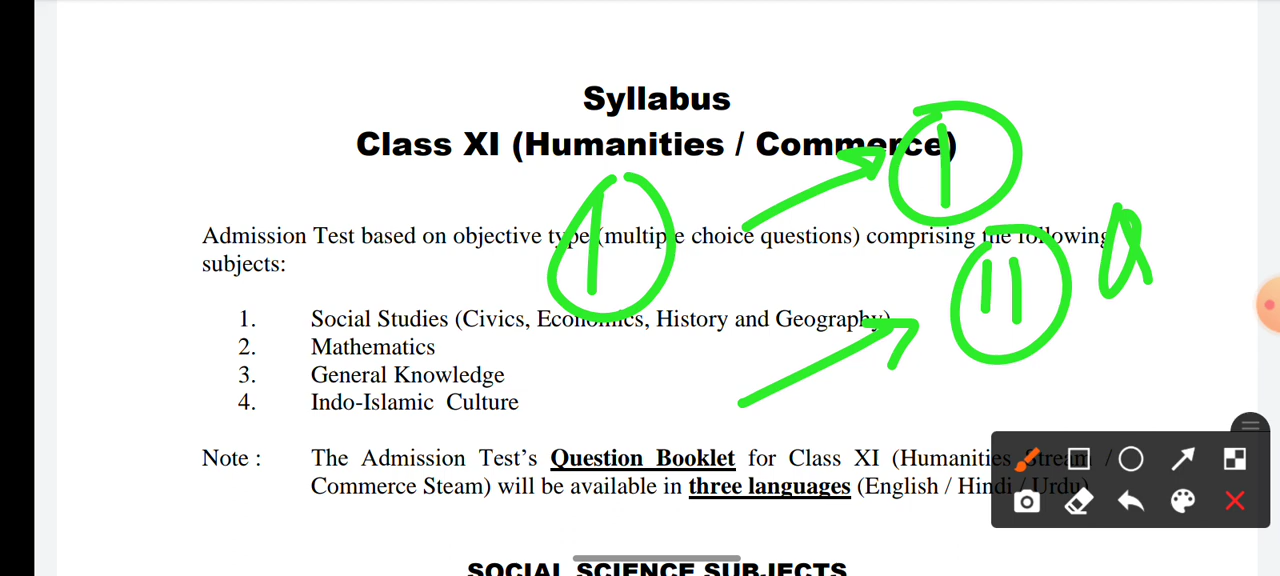 Syllabus
Class XI (Humanities / Commerce)
Admission Test based on objective type (multiple choice questions) comprising the following
subjects:
1. Social Studies (Civics, Economics, History and Geography)
2. Mathematics
3. General Knowledge
4. Indo-Islamic Culture
Note : The Admission Test's Question Booklet for Class XI (Humanities Stream /
Commerce Steam) will be available in three languages (English / Hindi / Urdu)
SOCIAL SCIENCE SUBJECTS